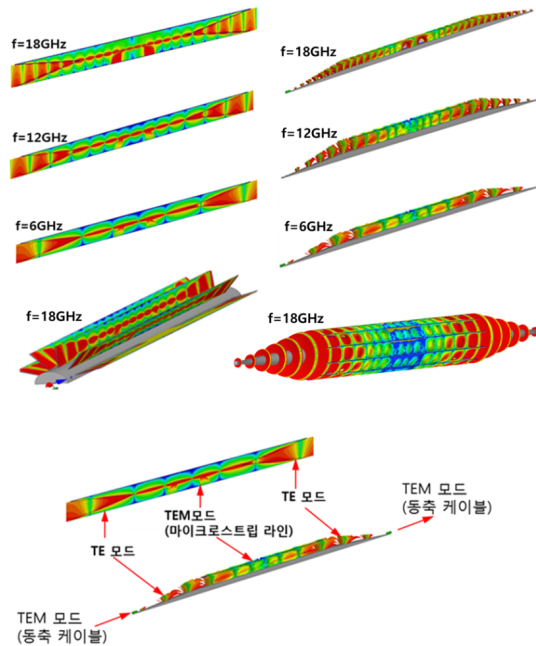 f=18GHz
f=18GHz
f=12GHz
f=12GHz
f=6GHz
f=6GHz
f=18GHz
f=18GHz
TE 모드
TEM 모드
(동축 케이블)
TEM모드
(마이크로스트립 라인)
TE 모드
TEM 모드
(동축 케이블)